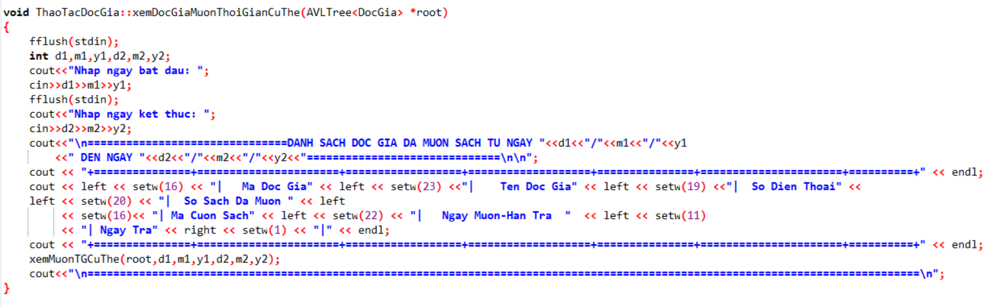 void ThaoTacDocGia::xemDocGiaMuonThoiGianCuThe(AVLTree<DocGia> *root)
{
    fflush(stdin);
    int d1,m1,y1,d2,m2,y2;
    cout<<"Nhap ngay bat dau: ";
    cin>>d1>>m1>>y1;
    fflush(stdin);
    cout<<"Nhap ngay ket thuc: ";
    cin>>d2>>m2>>y2;
    cout<<"\n===============================DANH SACH DOC GIA DA MUON SACH TU NGAY "<<d1<<"/"<<m1<<"/"<<y1
        <<" DEN NGAY "<<d2<<"/"<<m2<<"/"<<y2<<"==============================\n\n";
    cout << "+===============+======================+==================+===================+===============+======================+==========+" << endl;
    cout << left << setw(16) << "|   Ma Doc Gia" << left << setw(23) <<"|    Ten Doc Gia" << left << setw(19) <<"|  So Dien Thoai" <<
    left << setw(20) << "|  So Sach Da Muon " << left
        << setw(16)<< "| Ma Cuon Sach" << left << setw(22) << "|   Ngay Muon-Han Tra  "  << left << setw(11)
        << "| Ngay Tra" << right << setw(1) << "|" << endl;
    cout << "+===============+======================+==================+===================+===============+======================+==========+" << endl;
    xemMuonTGCuThe(root,d1,m1,y1,d2,m2,y2);
    cout<<"\n=================================================================================================================================\n";
}